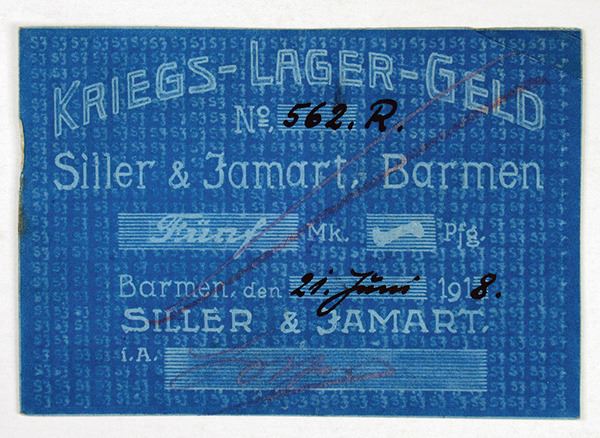 KRIEGS-LAGER-GELD
No. 562. R.
Siller & Jamart, Barmen
Fünf Mk. — Pfg.
Barmen, den 21. Juni 1918.
SILLER & JAMART.
i.A.